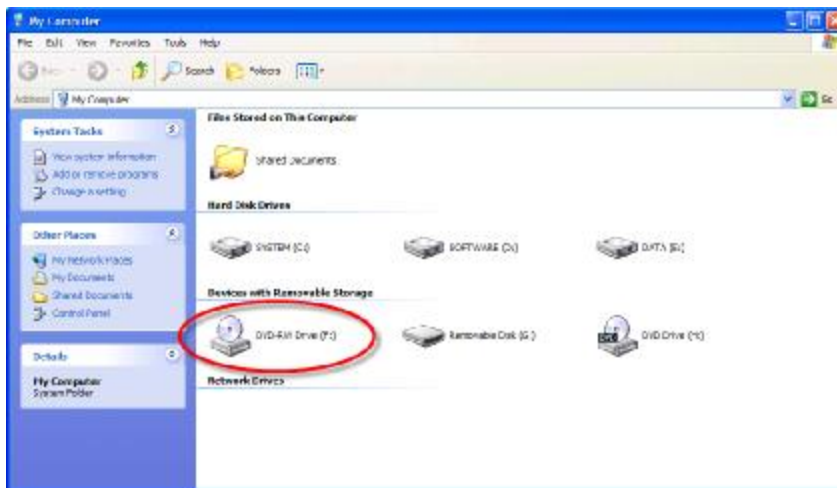 My Computer
File Edit View Favorites Tools Help
Back Search Folders
Address My Computer Go
System Tasks
View system information
Add or remove programs
Change a setting
Other Places
My Network Places
My Documents
Shared Documents
Control Panel
Details
My Computer
System Folder
Files Stored on This Computer
Shared Documents
Hard Disk Drives
SYSTEM (C:) SOFTWARE (D:) DATA (E:)
Devices with Removable Storage
DVD-RW Drive (F:) Removable Disk (G:) DVD Drive (H:)
Network Drives